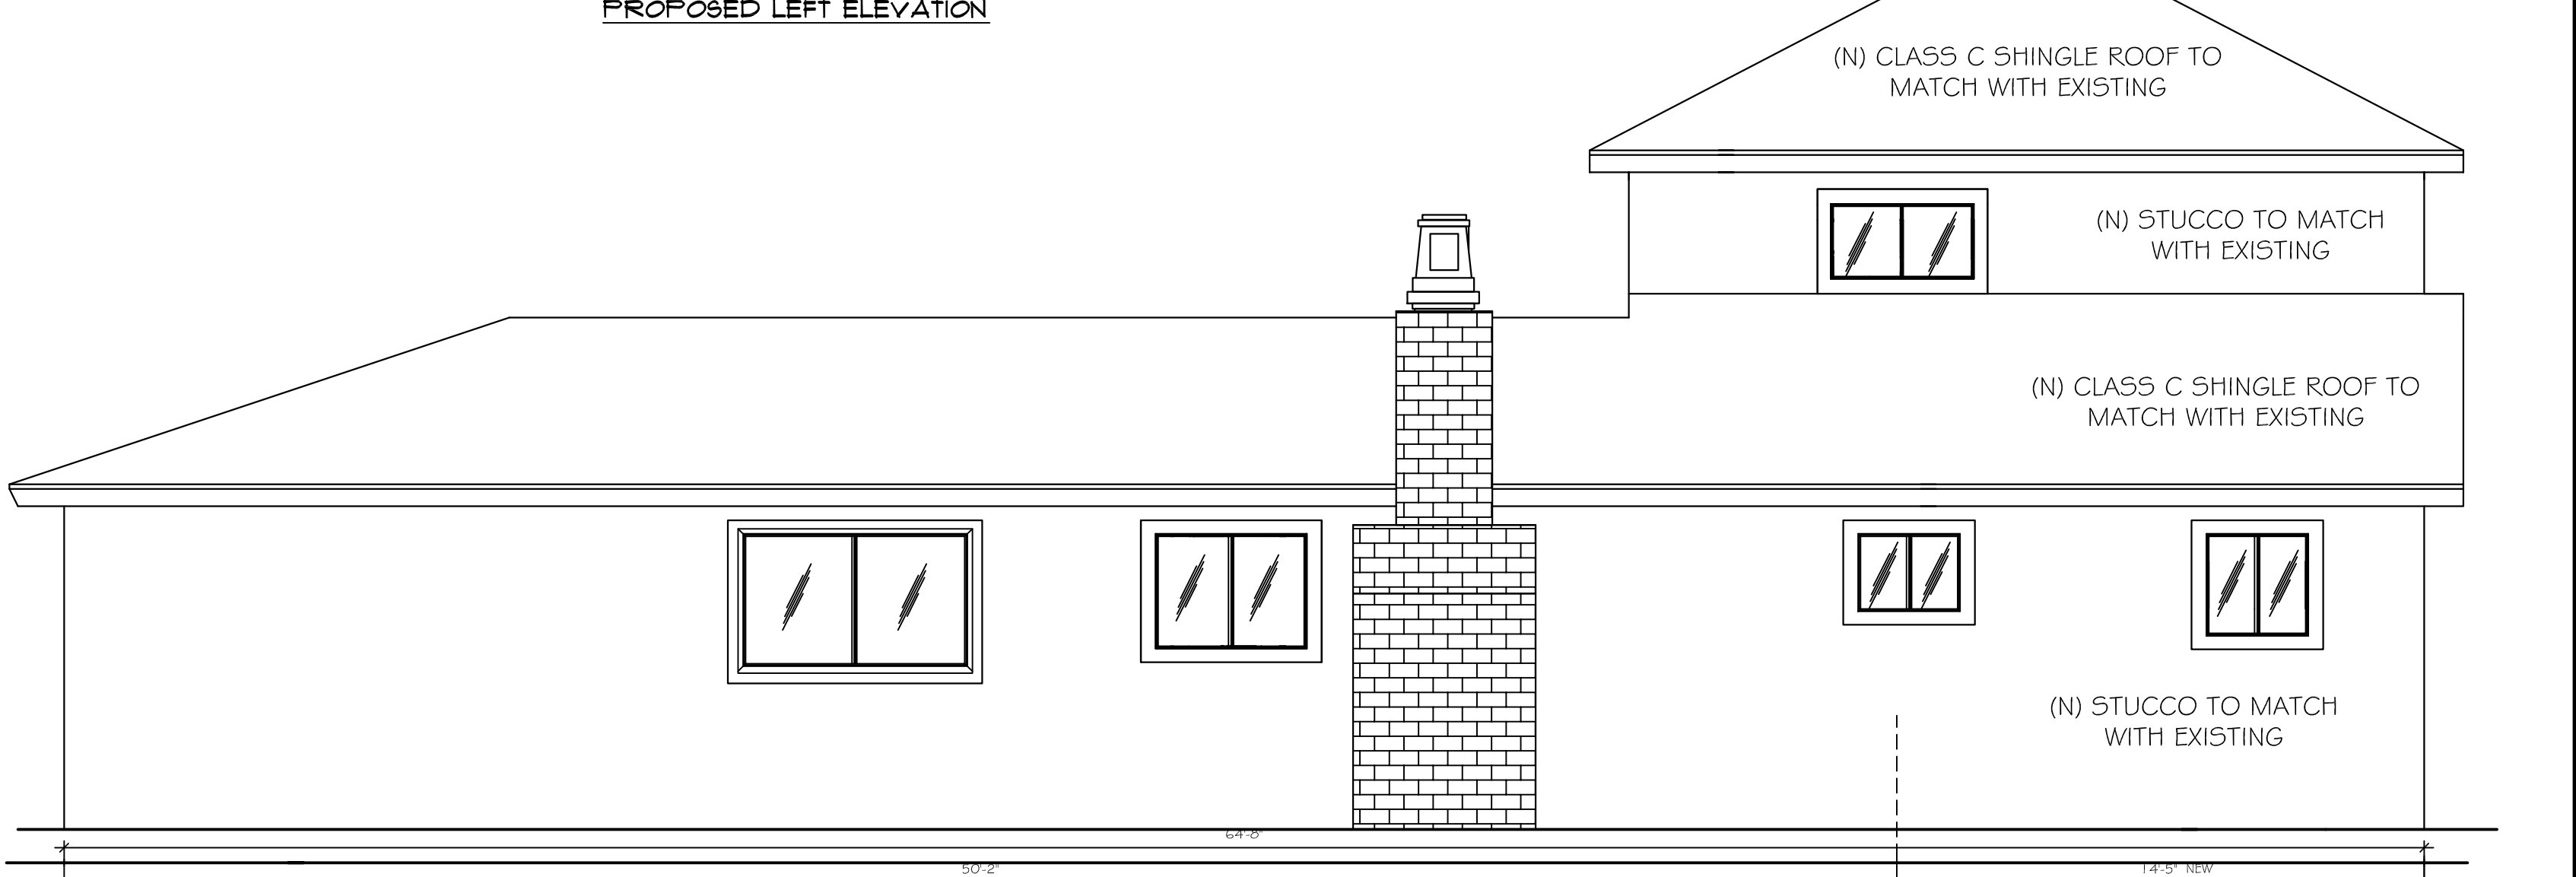 PROPOSED LEFT ELEVATION
(N) CLASS C SHINGLE ROOF TO
MATCH WITH EXISTING
(N) STUCCO TO MATCH
WITH EXISTING
(N) CLASS C SHINGLE ROOF TO
MATCH WITH EXISTING
(N) STUCCO TO MATCH
WITH EXISTING
64'-8"
50'-2"
14'-5" NEW